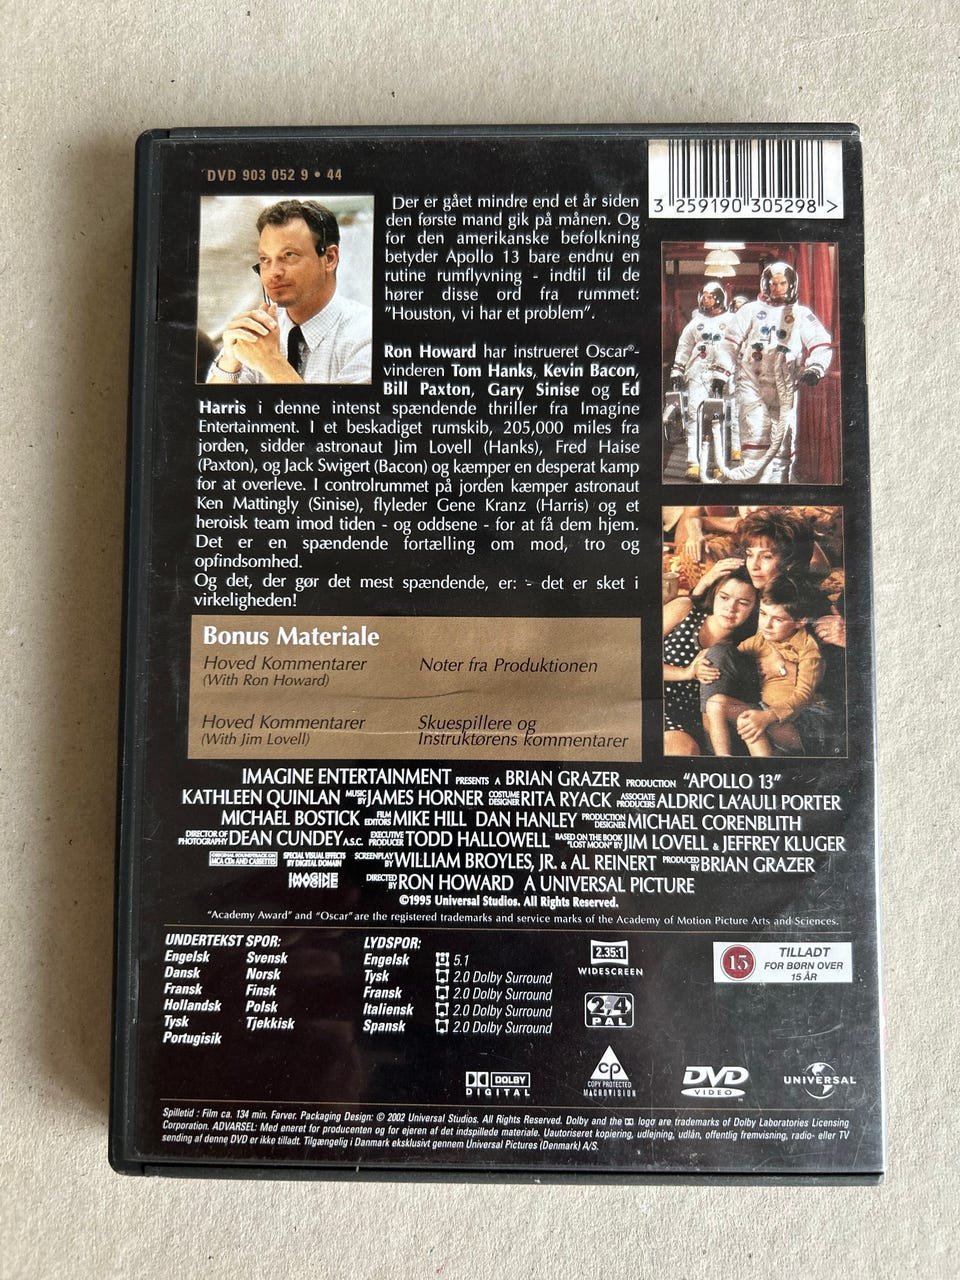 DVD 903 052 9 • 44
3 259190 305298 >
Der er gået mindre end et år siden
den første mand gik på månen. Og
for den amerikanske befolkning
betyder Apollo 13 bare endnu en
rutine rumflyvning - indtil til de
hører disse ord fra rummet:
"Houston, vi har et problem".
Ron Howard har instrueret Oscar®-
vinderen Tom Hanks, Kevin Bacon,
Bill Paxton, Gary Sinise og Ed
Harris i denne intenst spændende thriller fra Imagine
Entertainment. I et beskadiget rumskib, 205,000 miles fra
jorden, sidder astronaut Jim Lovell (Hanks), Fred Haise
(Paxton), og Jack Swigert (Bacon) og kæmper en desperat kamp
for at overleve. I controlrummet på jorden kæmper astronaut
Ken Mattingly (Sinise), flyleder Gene Kranz (Harris) og et
heroisk team imod tiden - og oddsene - for at få dem hjem.
Det er en spændende fortælling om mod, tro og
opfindsomhed.
Og det, der gør det mest spændende, er: - det er sket i
virkeligheden!
Bonus Materiale
Hoved Kommentarer
(With Ron Howard)
Noter fra Produktionen
Hoved Kommentarer
(With Jim Lovell)
Skuespillere og
Instruktørens kommentarer
IMAGINE ENTERTAINMENT PRESENTS A BRIAN GRAZER PRODUCTION "APOLLO 13"
KATHLEEN QUINLAN MUSIC BY JAMES HORNER COSTUME DESIGNER RITA RYACK ASSOCIATE PRODUCERS ALDRIC LA'AULI PORTER
MICHAEL BOSTICK FILM EDITORS MIKE HILL DAN HANLEY PRODUCTION DESIGNER MICHAEL CORENBLITH
DIRECTOR OF PHOTOGRAPHY DEAN CUNDEY A.S.C. EXECUTIVE PRODUCER TODD HALLOWELL BASED ON THE BOOK "LOST MOON" BY JIM LOVELL & JEFFREY KLUGER
ORIGINAL SOUNDTRACK ON MCA CDs AND CASSETTES SPECIAL VISUAL EFFECTS BY DIGITAL DOMAIN SCREENPLAY BY WILLIAM BROYLES, JR. & AL REINERT PRODUCED BY BRIAN GRAZER
IMAGINE DIRECTED BY RON HOWARD A UNIVERSAL PICTURE
©1995 Universal Studios. All Rights Reserved.
"Academy Award" and "Oscar" are the registered trademarks and service marks of the Academy of Motion Picture Arts and Sciences.
UNDERTEKST SPOR:
Engelsk Svensk
Dansk Norsk
Fransk Finsk
Hollandsk Polsk
Tysk Tjekkisk
Portugisik
LYDSPOR:
Engelsk 5.1
Tysk 2.0 Dolby Surround
Fransk 2.0 Dolby Surround
Italiensk 2.0 Dolby Surround
Spansk 2.0 Dolby Surround
2.35:1
WIDESCREEN
2,4
PAL
15
TILLADT
FOR BØRN OVER
15 ÅR
DOLBY
DIGITAL
CP
COPY PROTECTED
MACROVISION
DVD
VIDEO
UNIVERSAL
Spilletid : Film ca. 134 min. Farver. Packaging Design: © 2002 Universal Studios. All Rights Reserved. Dolby and the logo are trademarks of Dolby Laboratories Licensing
Corporation. ADVARSEL: Med eneret for producenten og for ejeren af det indspillede materiale. Uautoriseret kopiering, udlejning, udlån, offentlig fremvisning, radio- eller TV
sending af denne DVD er ikke tilladt. Tilgængelig i Danmark eksklusivt gennem Universal Pictures (Denmark) A/S.